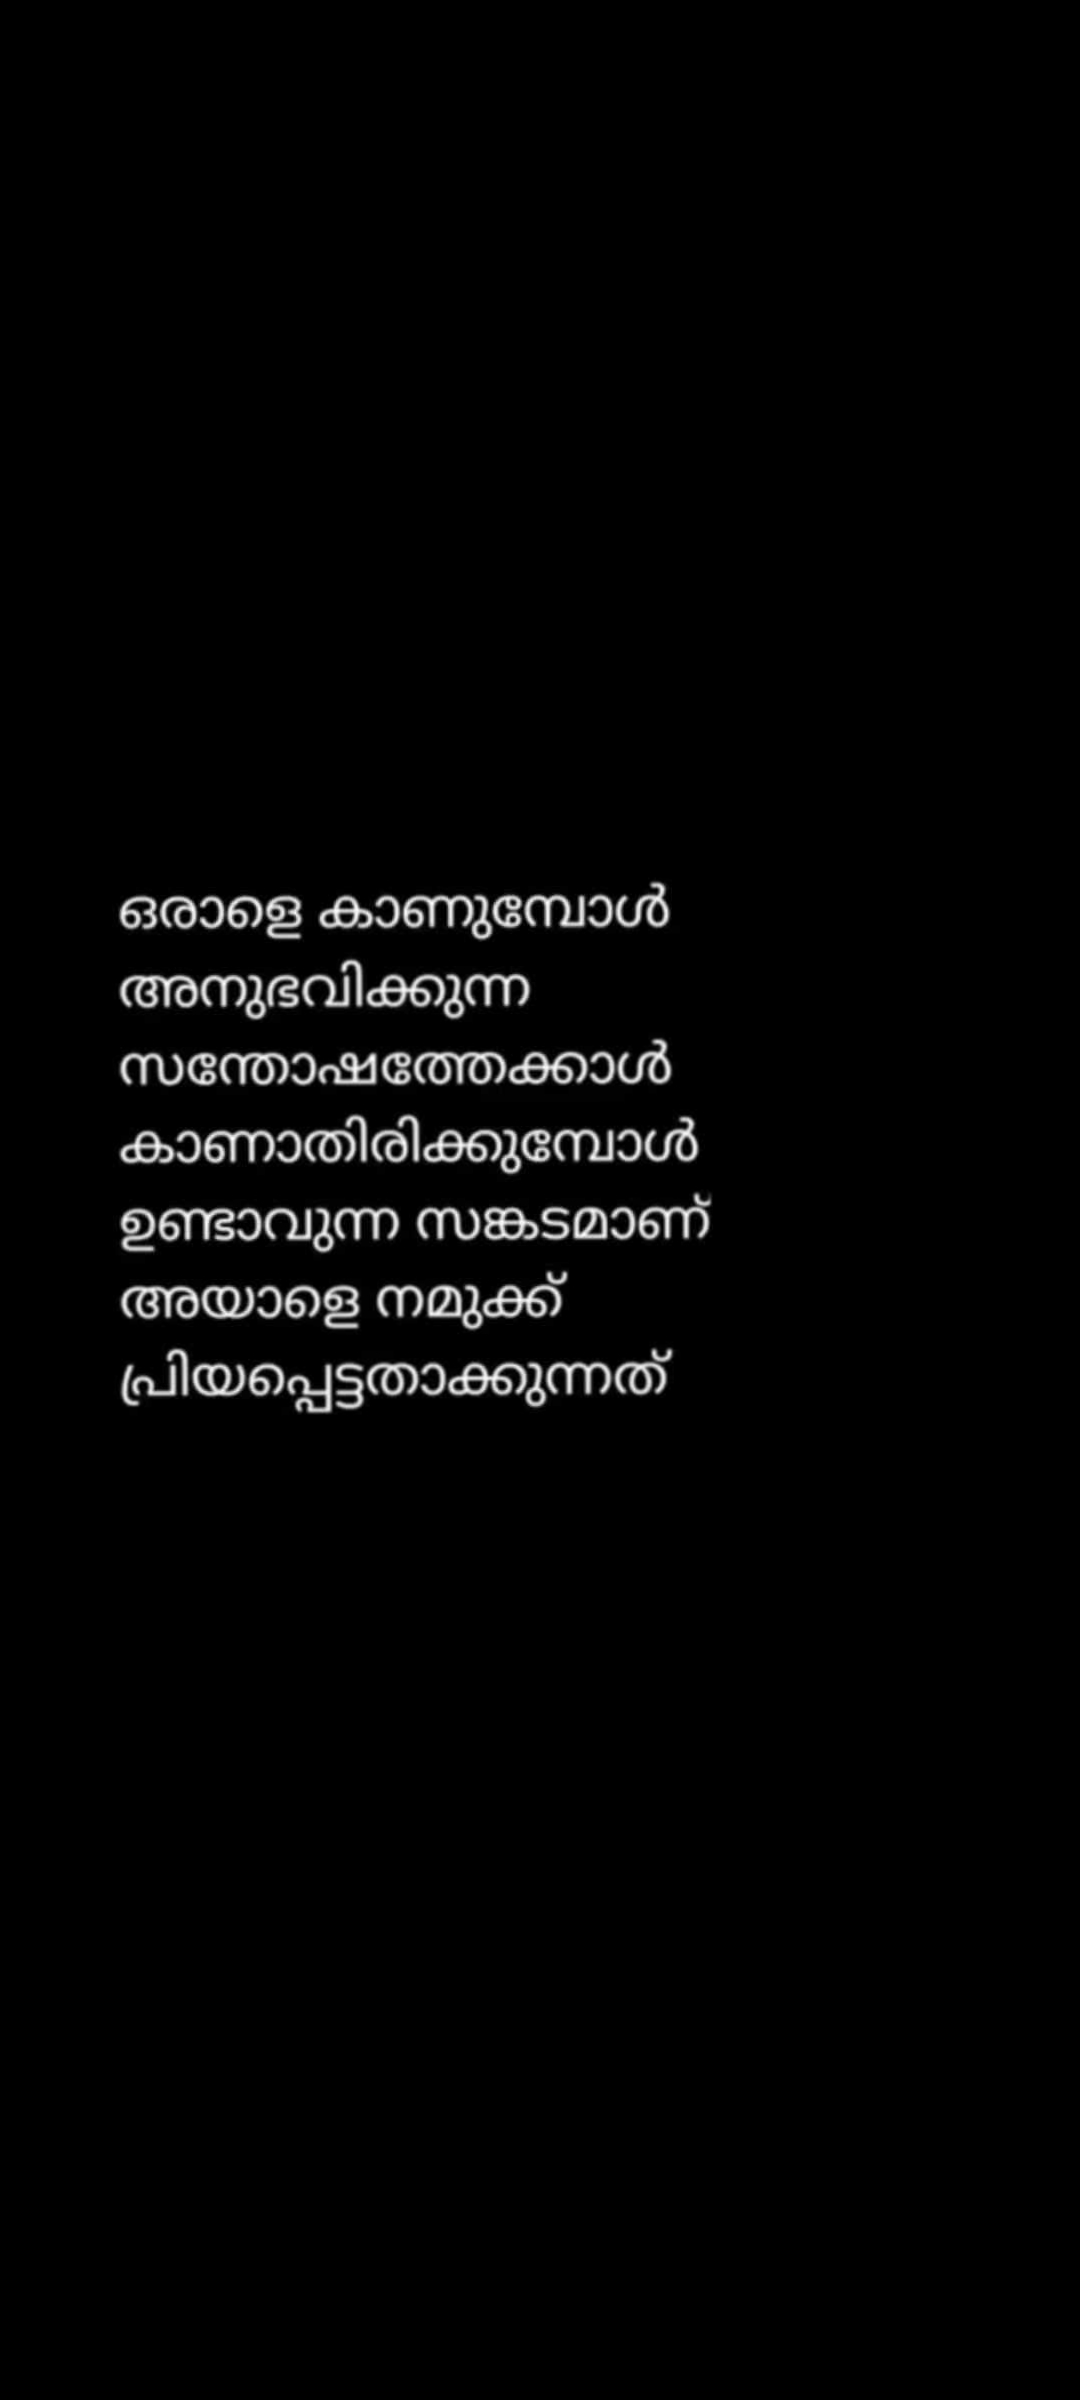 ഒരാളെ കാണുമ്പോൾ
അനുഭവിക്കുന്ന
സന്തോഷത്തേക്കാൾ
കാണാതിരിക്കുമ്പോൾ
ഉണ്ടാവുന്ന സങ്കടമാണ്
അയാളെ നമുക്ക്
പ്രിയപ്പെട്ടതാക്കുന്നത്